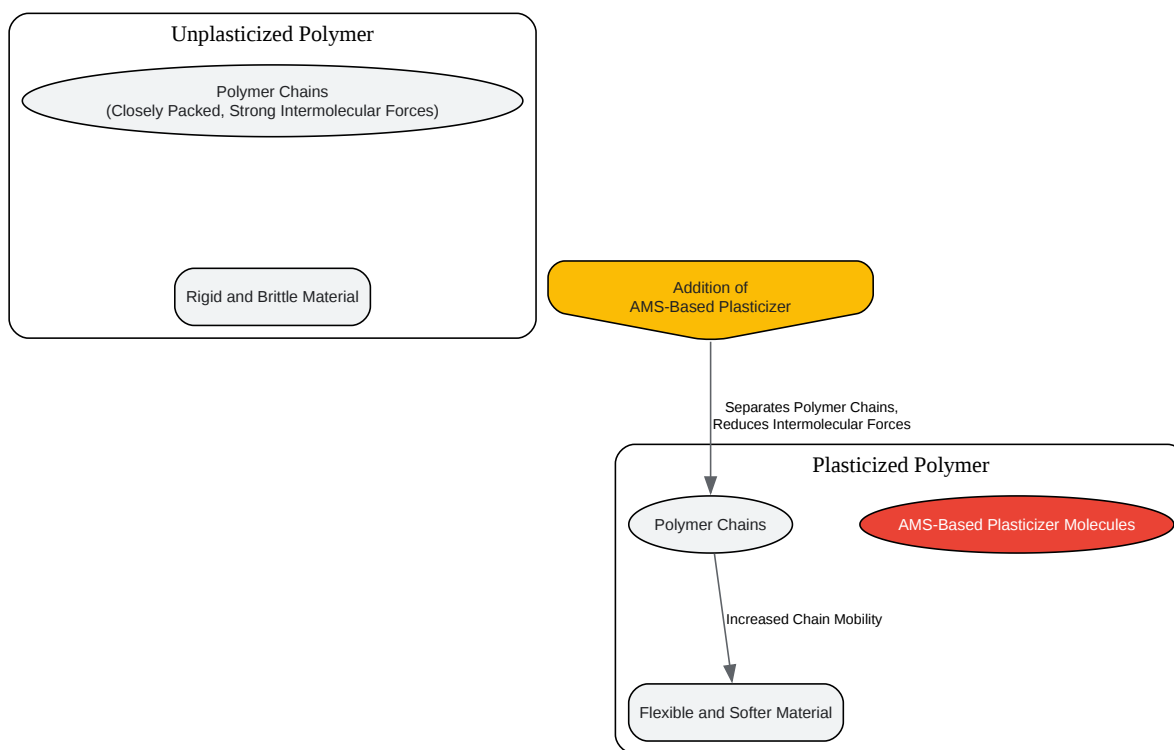 Unplasticized Polymer
Polymer Chains
(Closely Packed, Strong Intermolecular Forces)
Rigid and Brittle Material
Addition of
AMS-Based Plasticizer
Separates Polymer Chains,
Reduces Intermolecular Forces
Plasticized Polymer
Polymer Chains
AMS-Based Plasticizer Molecules
Increased Chain Mobility
Flexible and Softer Material